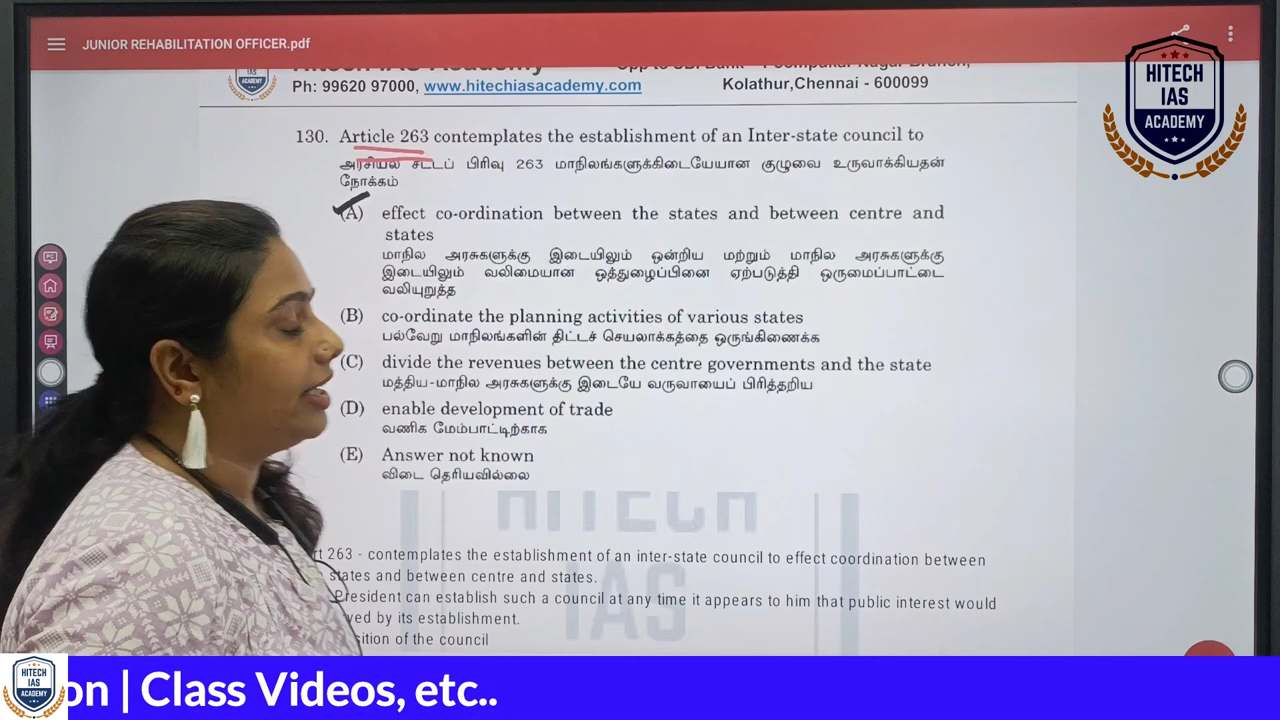 JUNIOR REHABILITATION OFFICER.pdf
Ph: 99620 97000, www.hitechiasacademy.com
Kolathur,Chennai - 600099
HITECH
IAS
ACADEMY
130. Article 263 contemplates the establishment of an Inter-state council to
அரசியல் சட்டப் பிரிவு 263 மாநிலங்களுக்கிடையேயான குழுவை உருவாக்கியதன்
நோக்கம்
(A) effect co-ordination between the states and between centre and
states
மாநில அரசுகளுக்கு இடையிலும் ஒன்றிய மற்றும் மாநில அரசுகளுக்கு
இடையிலும் வலிமையான ஒத்துழைப்பினை ஏற்படுத்தி ஒருமைப்பாட்டை
வலியுறுத்த
(B) co-ordinate the planning activities of various states
பல்வேறு மாநிலங்களின் திட்டச் செயலாக்கத்தை ஒருங்கிணைக்க
(C) divide the revenues between the centre governments and the state
மத்திய-மாநில அரசுகளுக்கு இடையே வருவாயைப் பிரித்தறிய
(D) enable development of trade
வணிக மேம்பாட்டிற்காக
(E) Answer not known
விடை தெரியவில்லை
IAS
263 - contemplates the establishment of an inter-state council to effect coordination between
states and between centre and states.
President can establish such a council at any time it appears to him that public interest would
by its establishment.
of the council
HITECH
IAS
ACADEMY
on | Class Videos, etc..